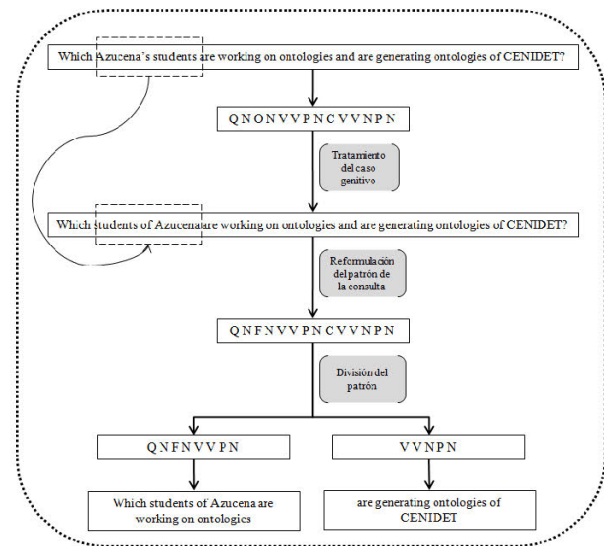 Which Azucena's students are working on ontologies and are generating ontologies of CENIDET?
Q N O N V V P N C V V N P N
Tratamiento
del caso
genitivo
Which students of Azucena are working on ontologies and are generating ontologies of CENIDET?
Reformulación
del patrón de
la consulta
Q N F N V V P N C V V N P N
División del
patrón
Q N F N V V P N
V V N P N
Which students of Azucena are
working on ontologies
are generating ontologies of
CENIDET